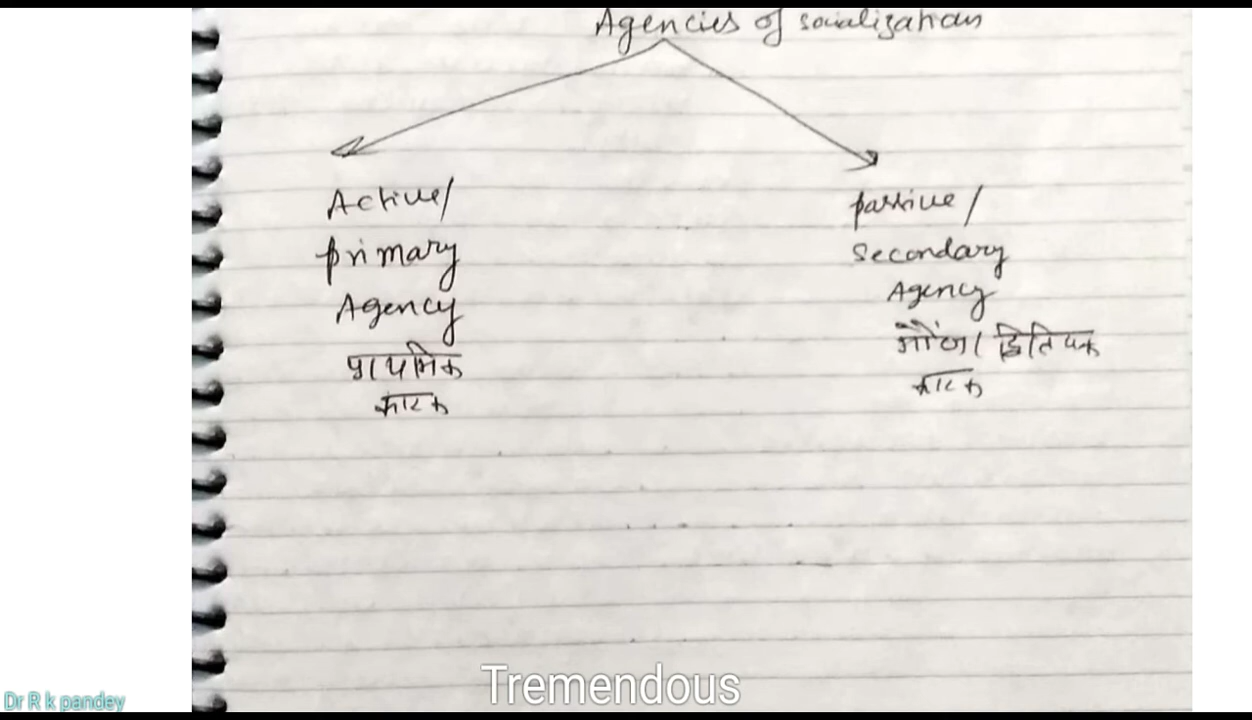 Agencies of socialization
Active/
primary
Agency
प्राथमिक
कारक
passive/
Secondary
Agency
गौण/द्वितियक
कारक
Tremendous
Dr R k pandey